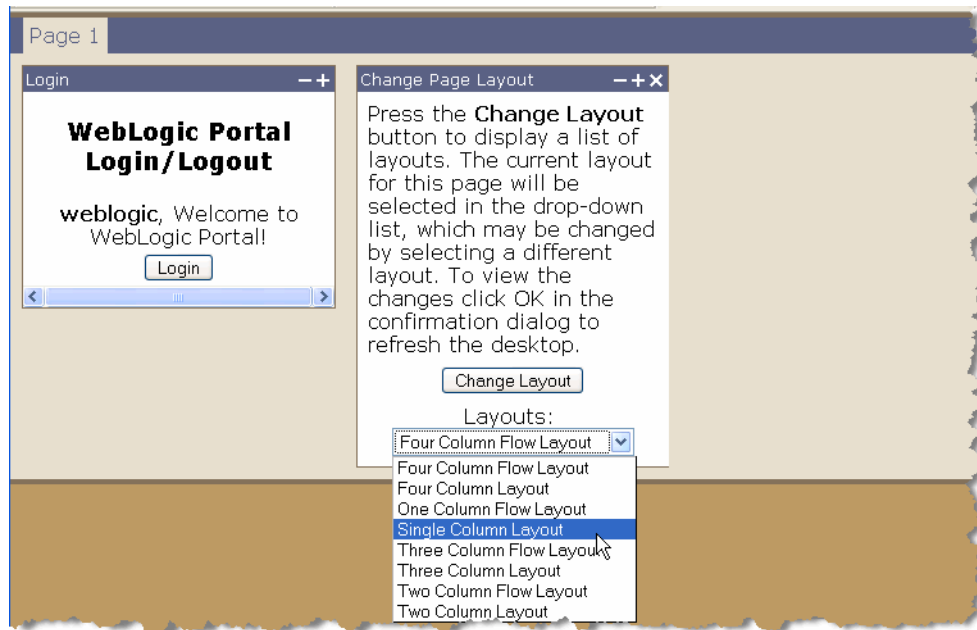 Page 1
Login
WebLogic Portal
Login/Logout
weblogic, Welcome to
WebLogic Portal!
Login
Change Page Layout
Press the Change Layout
button to display a list of
layouts. The current layout
for this page will be
selected in the drop-down
list, which may be changed
by selecting a different
layout. To view the
changes click OK in the
confirmation dialog to
refresh the desktop.
Change Layout
Layouts:
Four Column Flow Layout
Four Column Flow Layout
Four Column Layout
One Column Flow Layout
Single Column Layout
Three Column Flow Layout
Three Column Layout
Two Column Flow Layout
Two Column Layout